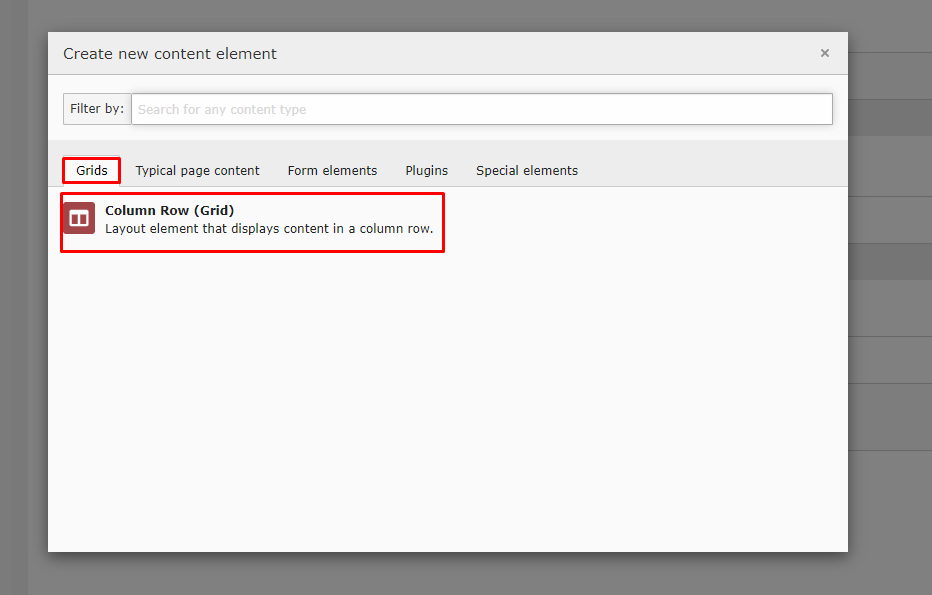 Create new content element
×
Filter by: Search for any content type
Grids Typical page content Form elements Plugins Special elements
Column Row (Grid)
Layout element that displays content in a column row.